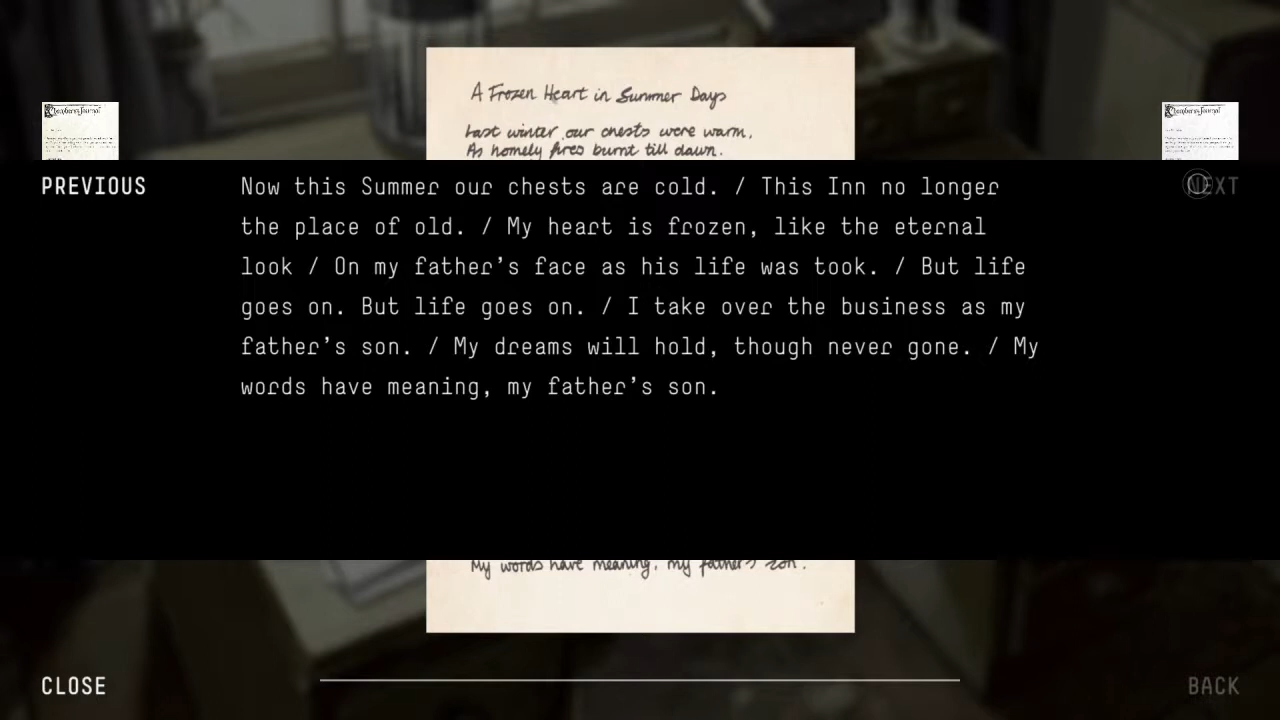 Chambers's Journal
Chambers's Journal
A Frozen Heart in Summer Days
Last winter our chests were warm,
As homely fires burnt till dawn.
PREVIOUS
NEXT
Now this Summer our chests are cold. / This Inn no longer
the place of old. / My heart is frozen, like the eternal
look / On my father’s face as his life was took. / But life
goes on. But life goes on. / I take over the business as my
father’s son. / My dreams will hold, though never gone. / My
words have meaning, my father’s son.
My words have meaning, my father's son.
CLOSE
BACK